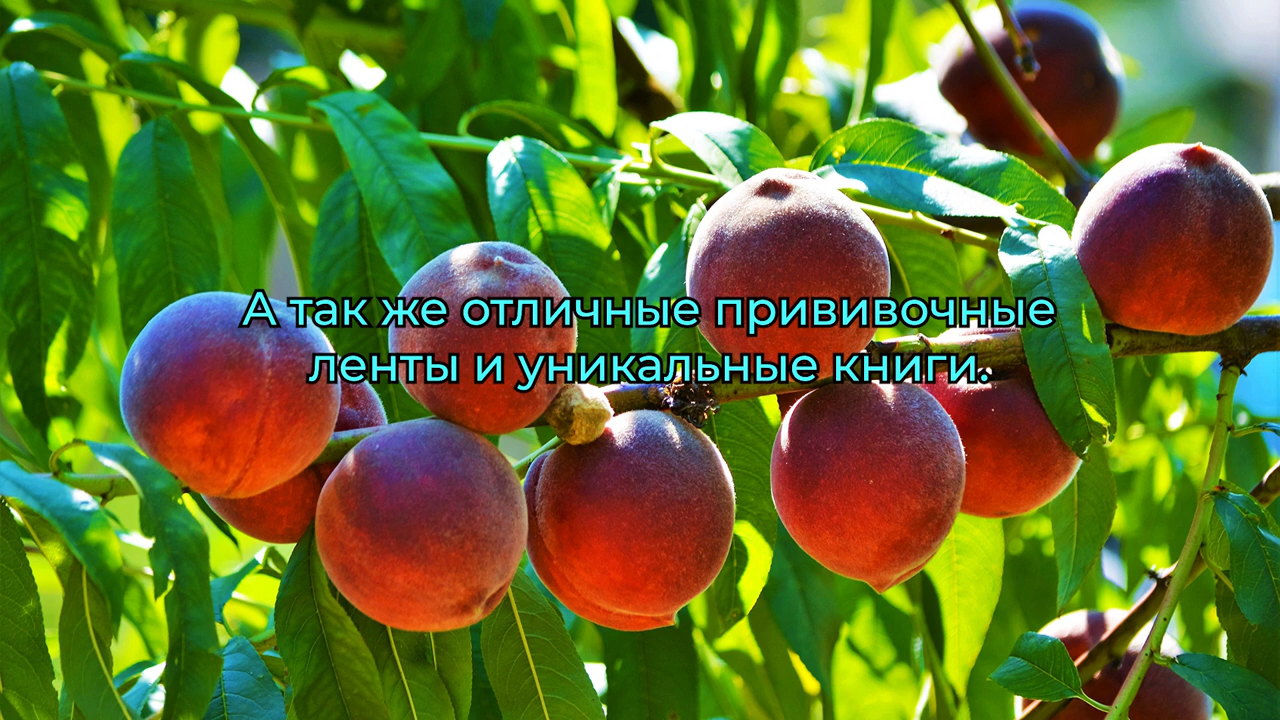 А так же отличные прививочные
ленты и уникальные книги.